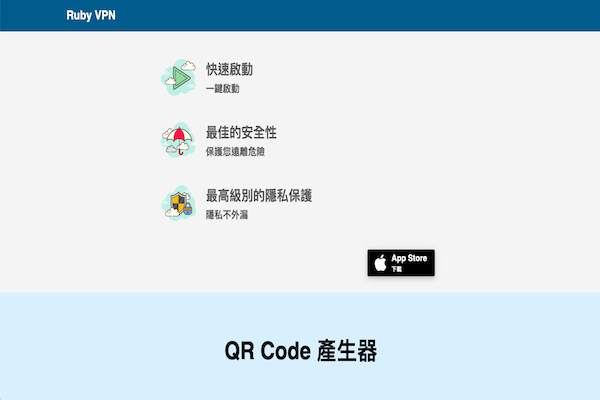 Ruby VPN
快速啟動
一鍵啟動
最佳的安全性
保護您遠離危險
最高級別的隱私保護
隱私不外漏
App Store
下載
QR Code 產生器